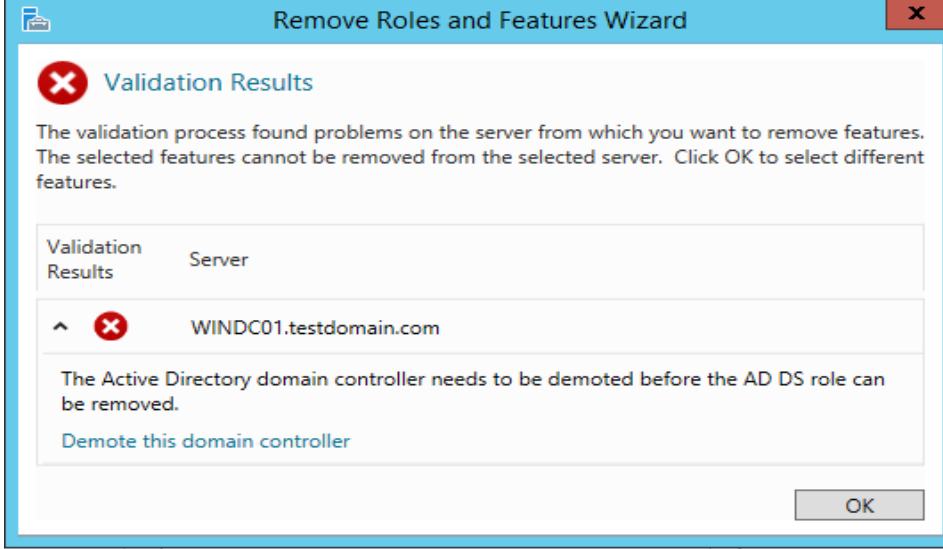 Remove Roles and Features Wizard
x
Validation Results
The validation process found problems on the server from which you want to remove features.
The selected features cannot be removed from the selected server.  Click OK to select different
features.
Validation
Results
Server
WINDC01.testdomain.com
The Active Directory domain controller needs to be demoted before the AD DS role can
be removed.
Demote this domain controller
OK